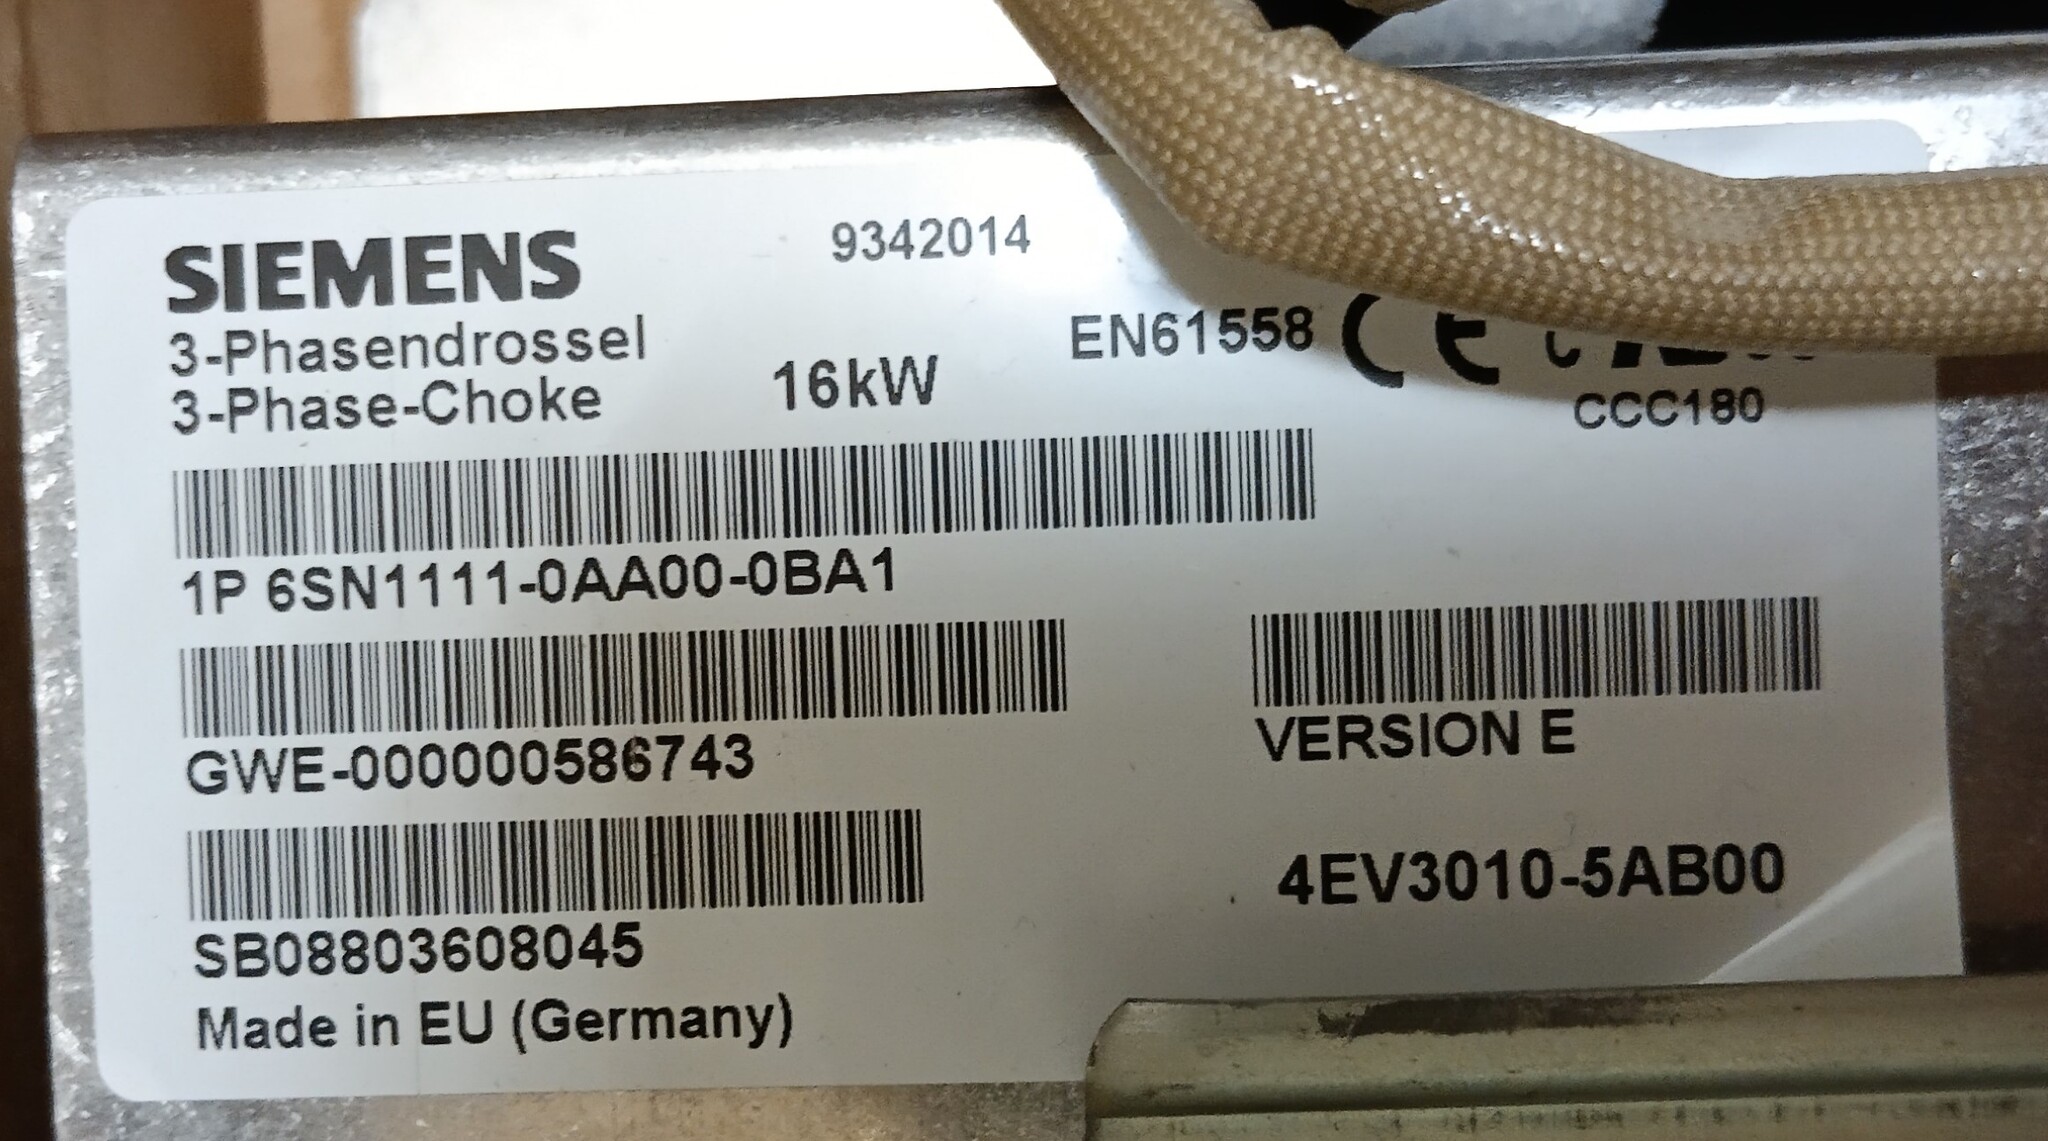 SIEMENS
9342014
3-Phasendrossel
3-Phase-Choke
16kW
EN61558
CE
CCC180
1P 6SN1111-0AA00-0BA1
GWE-000000586743
VERSION E
SB08803608045
4EV3010-5AB00
Made in EU (Germany)